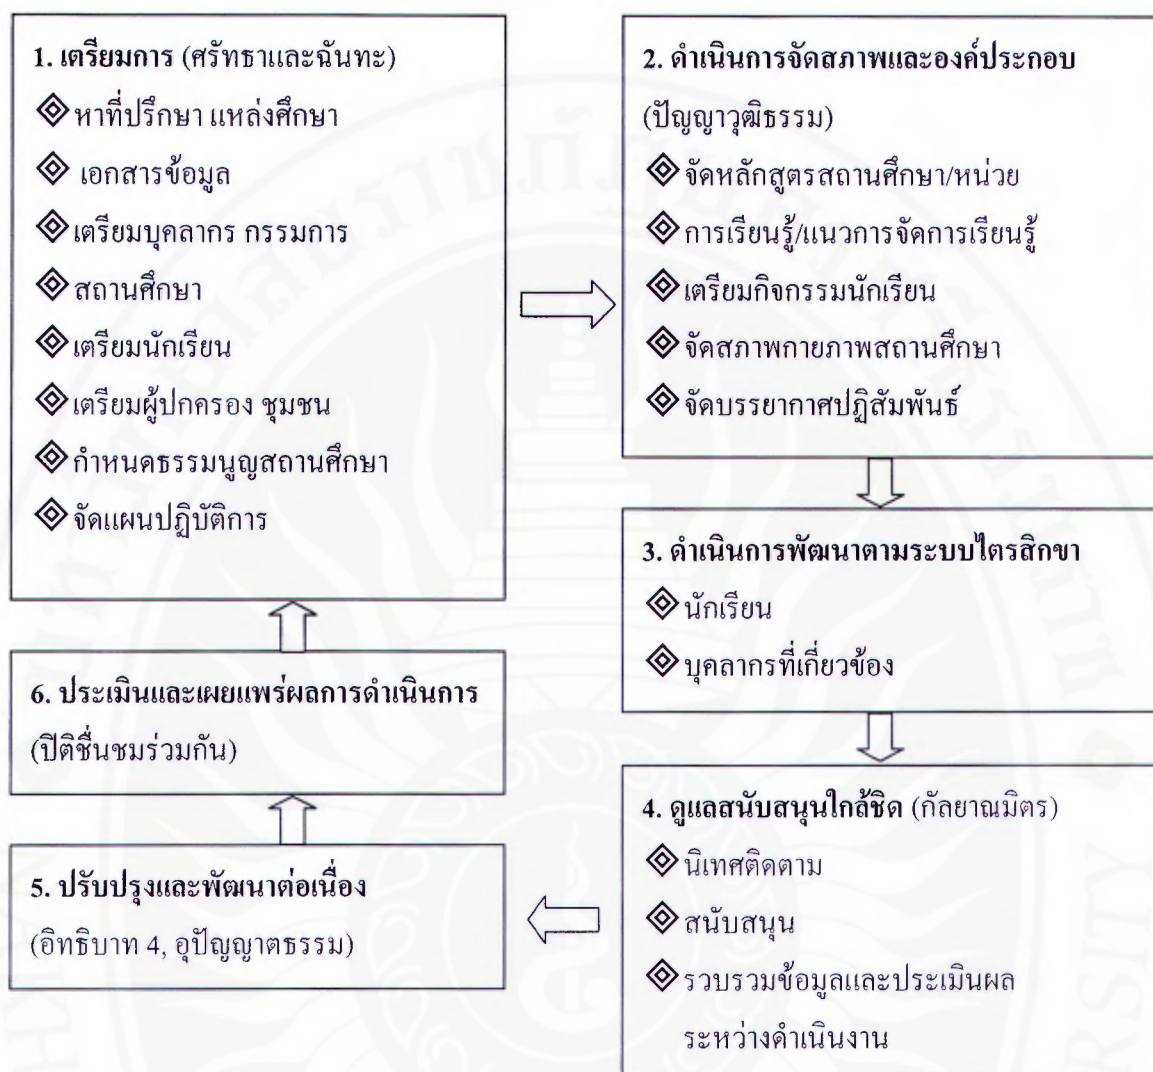 1. เตรียมการ (ศรัทธาและฉันทะ)
หาที่ปรึกษา แหล่งศึกษา
เอกสารข้อมูล
เตรียมบุคลากร กรรมการ
สถานศึกษา
เตรียมนักเรียน
เตรียมผู้ปกครอง ชุมชน
กำหนดธรรมนูญสถานศึกษา
จัดแผนปฏิบัติการ
2. ดำเนินการจัดสภาพและองค์ประกอบ
(ปัญญาวุฒิธรรม)
จัดหลักสูตรสถานศึกษา/หน่วย
การเรียนรู้/แนวการจัดการเรียนรู้
เตรียมกิจกรรมนักเรียน
จัดสภาพกายภาพสถานศึกษา
จัดบรรยากาศปฏิสัมพันธ์
3. ดำเนินการพัฒนาตามระบบไตรสิกขา
นักเรียน
บุคลากรที่เกี่ยวข้อง
4. ดูแลสนับสนุนใกล้ชิด (กัลยาณมิตร)
นิเทศติดตาม
สนับสนุน
รวบรวมข้อมูลและประเมินผล
ระหว่างดำเนินงาน
5. ปรับปรุงและพัฒนาต่อเนื่อง
(อิทธิบาท 4, อุปัญญาตธรรม)
6. ประเมินและเผยแพร่ผลการดำเนินการ
(ปีติชื่นชมร่วมกัน)